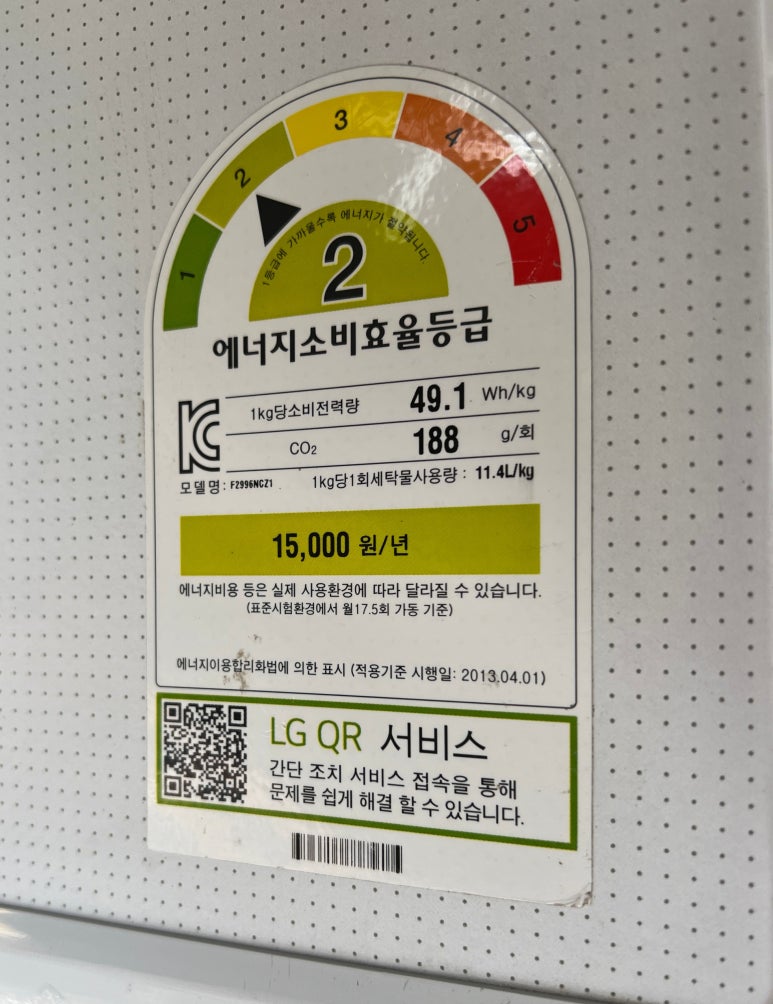 1
2
3
4
5
1등급에 가까울수록 에너지가 절약됩니다.
2
에너지소비효율등급
1kg당소비전력량 49.1 Wh/kg
CO₂ 188 g/회
모델명 : F2996NCZ1 1kg당1회세탁물사용량 : 11.4L/kg
15,000 원/년
에너지비용 등은 실제 사용환경에 따라 달라질 수 있습니다.
(표준시험환경에서 월17.5회 가동 기준)
에너지이용합리화법에 의한 표시 (적용기준 시행일: 2013.04.01)
LG QR 서비스
간단 조치 서비스 접속을 통해
문제를 쉽게 해결 할 수 있습니다.